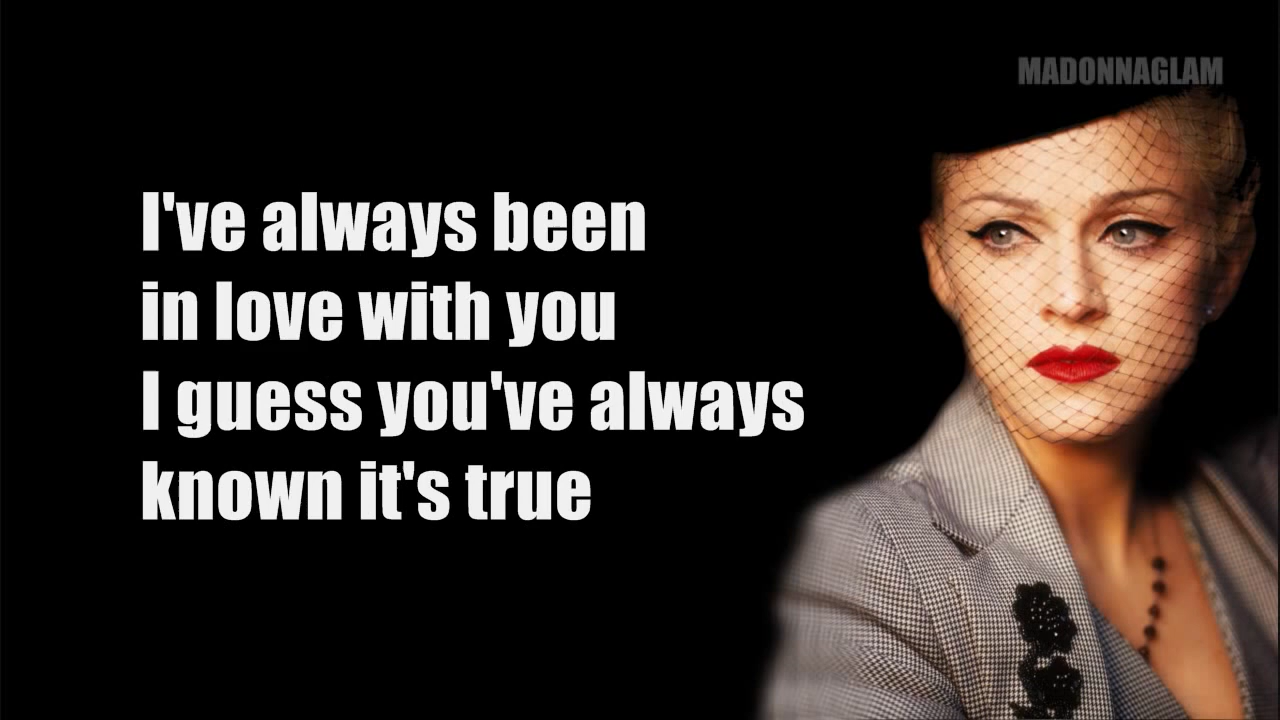 MADONNAGLAM
I've always been
in love with you
I guess you've always
known it's true